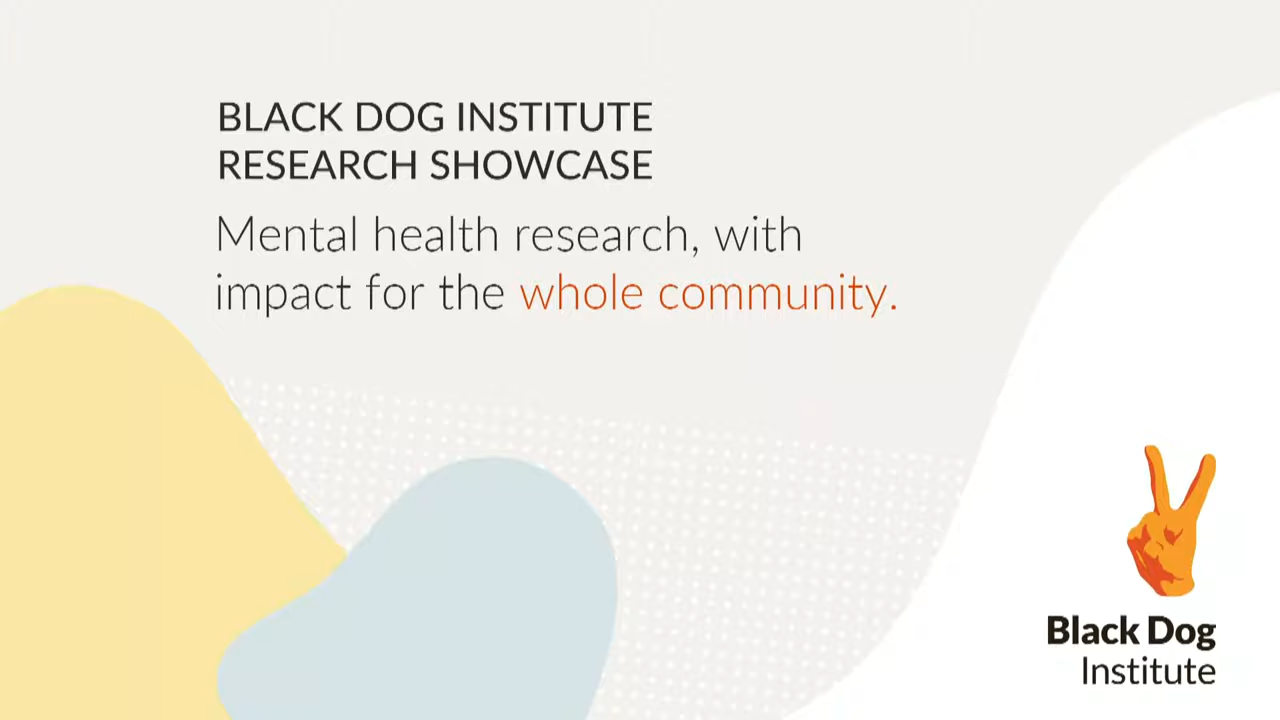 BLACK DOG INSTITUTE
RESEARCH SHOWCASE
Mental health research, with
impact for the whole community.
Black Dog
Institute